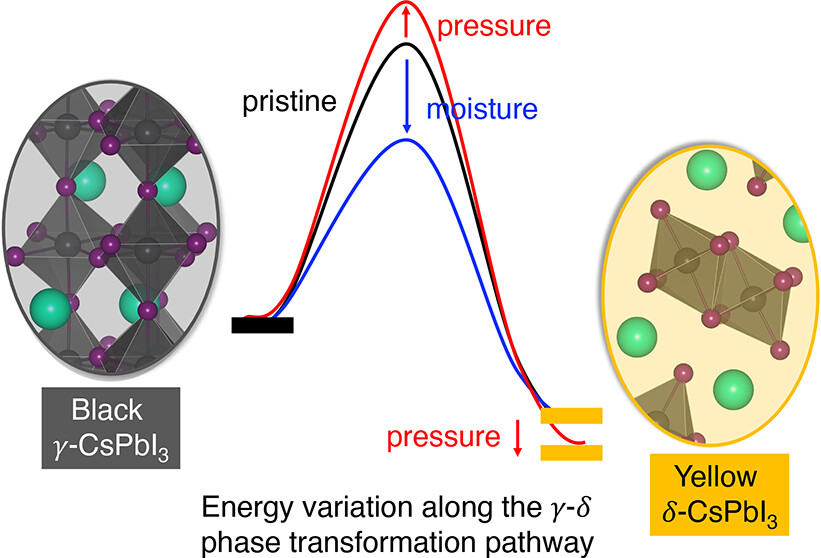 pressure
pristine
moisture
pressure
Black
γ-CsPbI₃
Yellow
δ-CsPbI₃
Energy variation along the γ-δ
phase transformation pathway